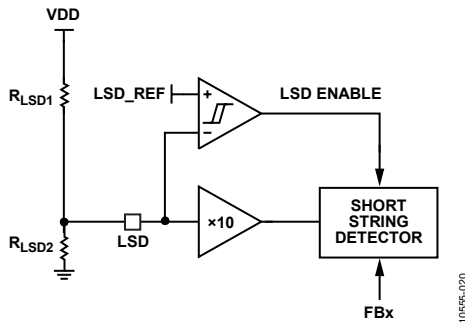 VDD
RLSD1
LSD_REF
+
–
LSD ENABLE
×10
LSD
RLSD2
SHORT
STRING
DETECTOR
FBx
10555-020